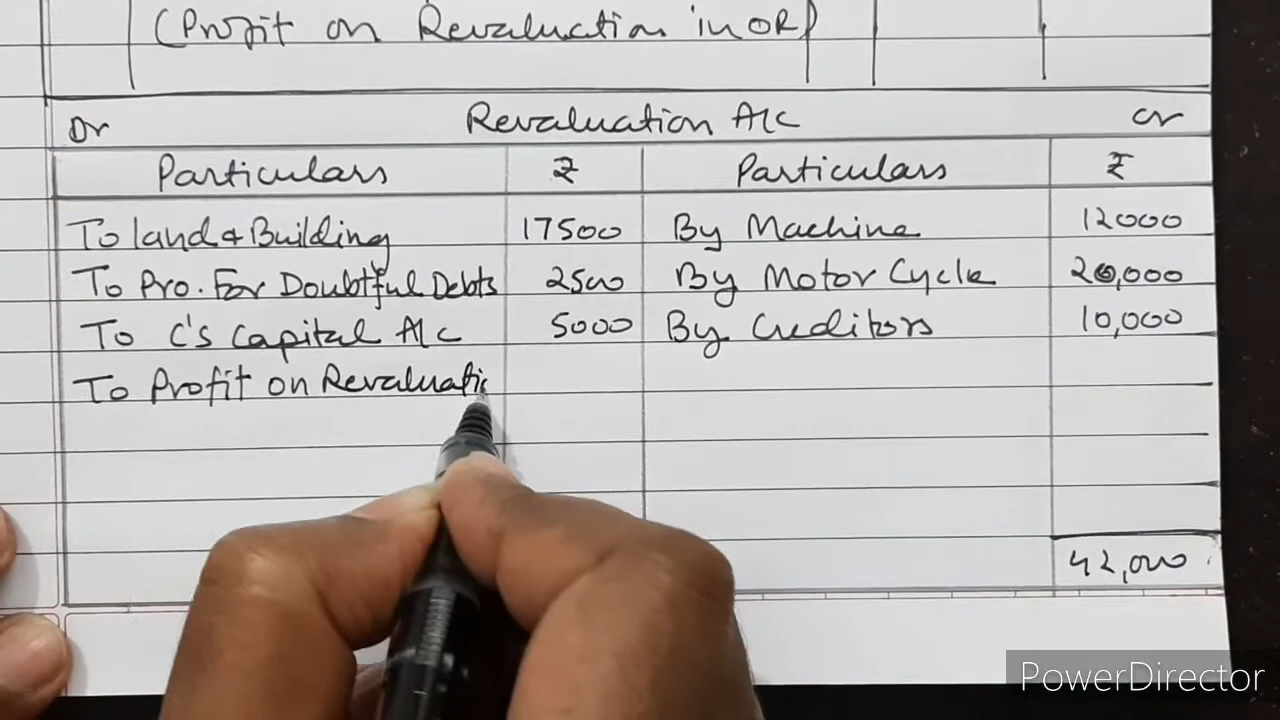 (Profit on Revaluation in OR)
Dr Revaluation A/c Cr
Particulars ₹ Particulars ₹
To land & Building 17500 By Machine 12000
To Pro. For Doubtful Debts 2500 By Motor Cycle 20,000
To C's Capital A/c 5000 By Creditors 10,000
To Profit on Revaluatio
42,000
PowerDirector